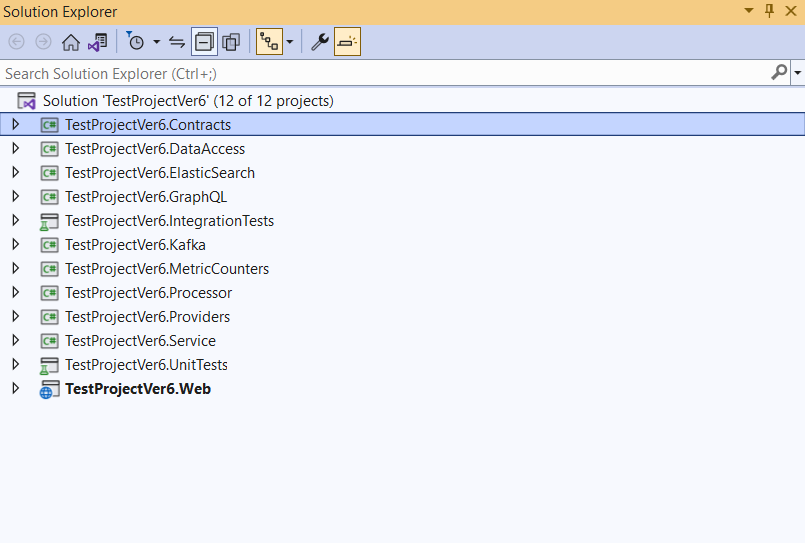 Solution Explorer
Search Solution Explorer (Ctrl+;)
Solution 'TestProjectVer6' (12 of 12 projects)
C# TestProjectVer6.Contracts
C# TestProjectVer6.DataAccess
C# TestProjectVer6.ElasticSearch
C# TestProjectVer6.GraphQL
TestProjectVer6.IntegrationTests
C# TestProjectVer6.Kafka
C# TestProjectVer6.MetricCounters
C# TestProjectVer6.Processor
C# TestProjectVer6.Providers
C# TestProjectVer6.Service
TestProjectVer6.UnitTests
TestProjectVer6.Web